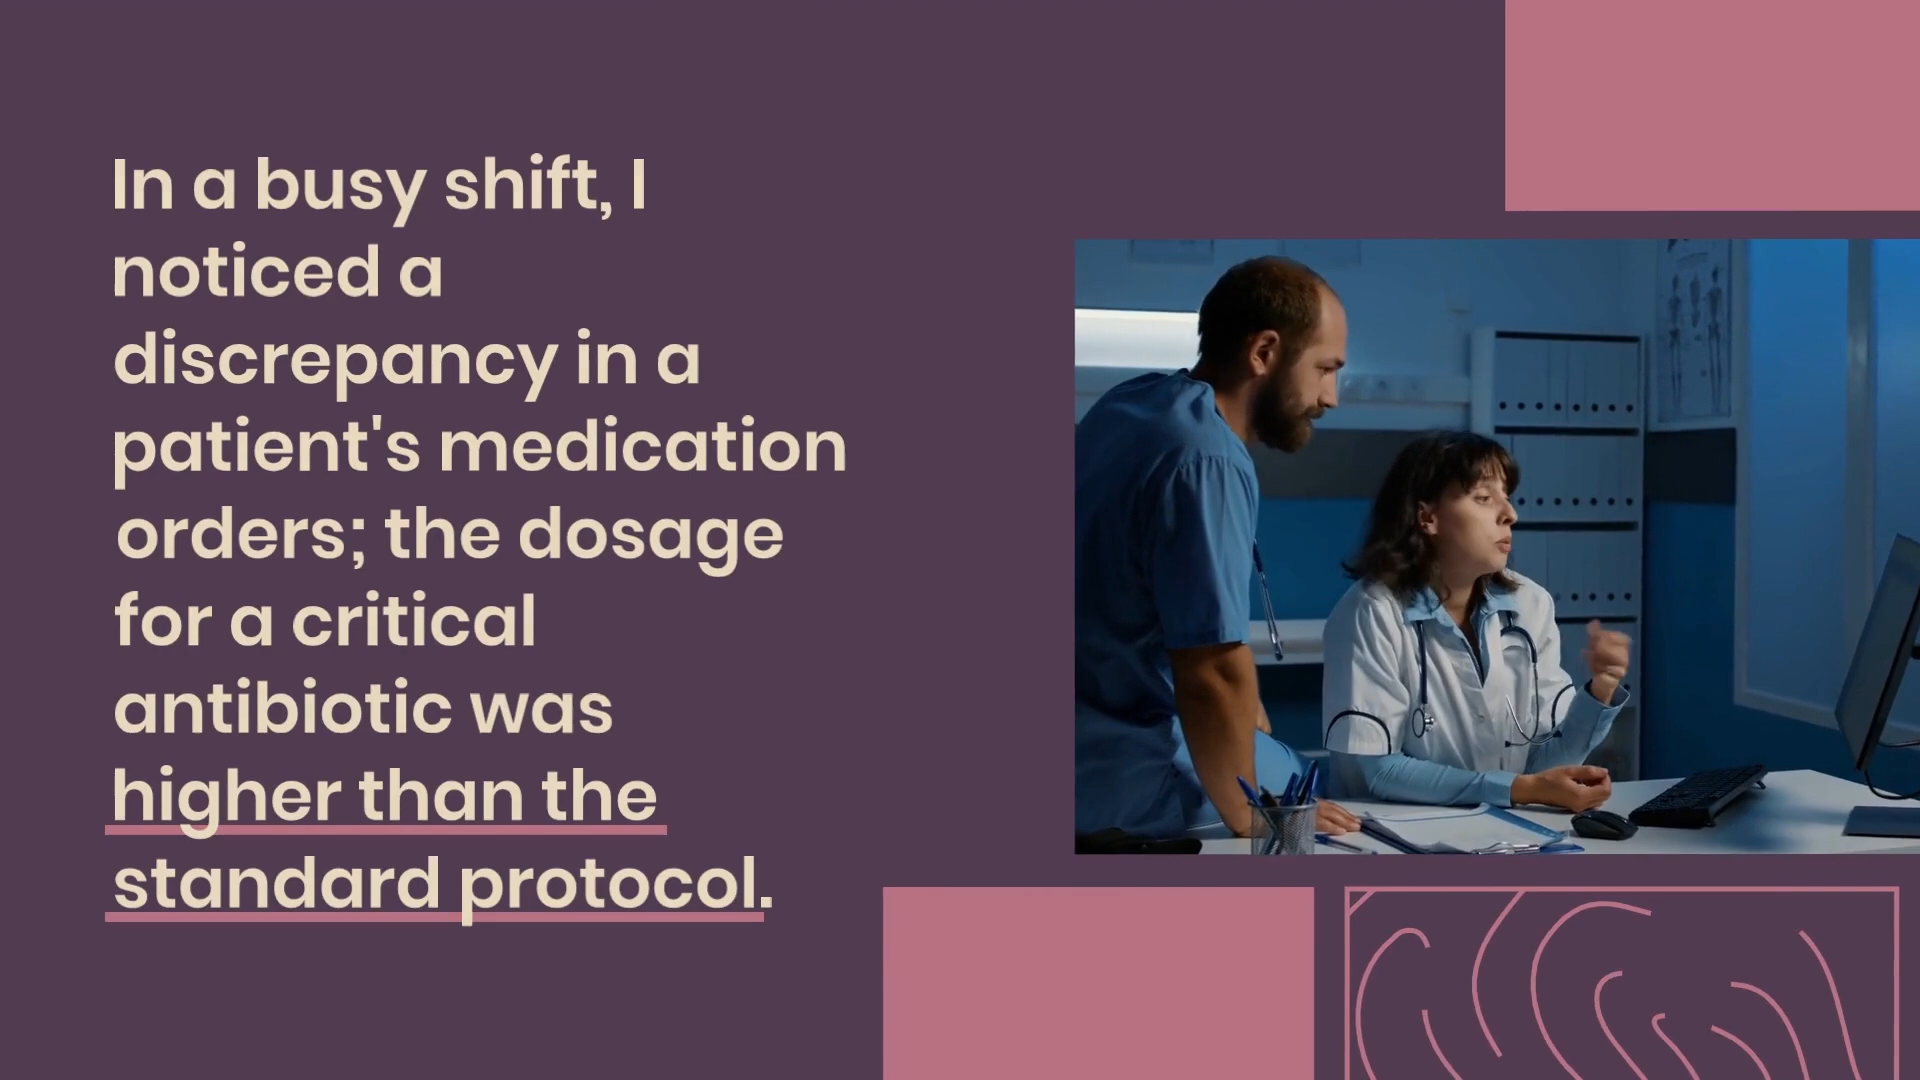 In a busy shift, I
noticed a
discrepancy in a
patient's medication
orders; the dosage
for a critical
antibiotic was
higher than the
standard protocol.